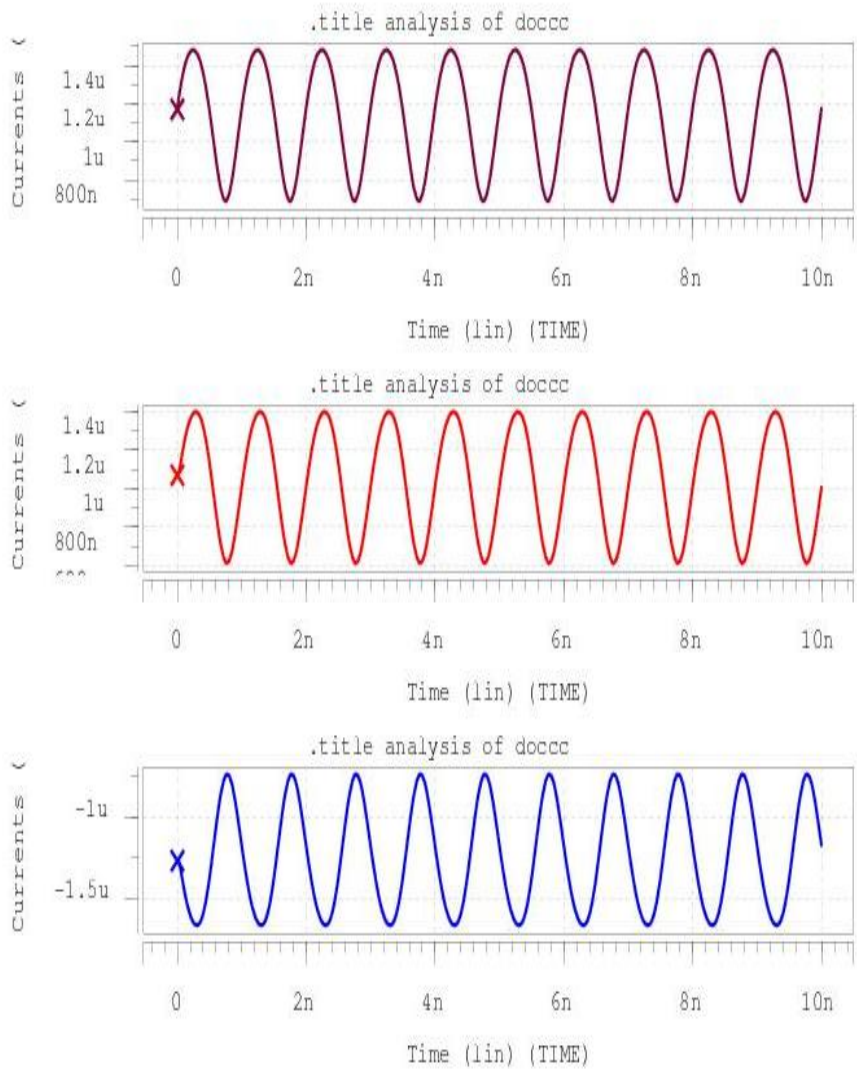 .title analysis of doccc
Currents (
1.4u
1.2u
1u
800n
0 2n 4n 6n 8n 10n
Time (lin) (TIME)
.title analysis of doccc
Currents (
1.4u
1.2u
1u
800n
0 2n 4n 6n 8n 10n
Time (lin) (TIME)
.title analysis of doccc
Currents (
-1u
-1.5u
0 2n 4n 6n 8n 10n
Time (lin) (TIME)